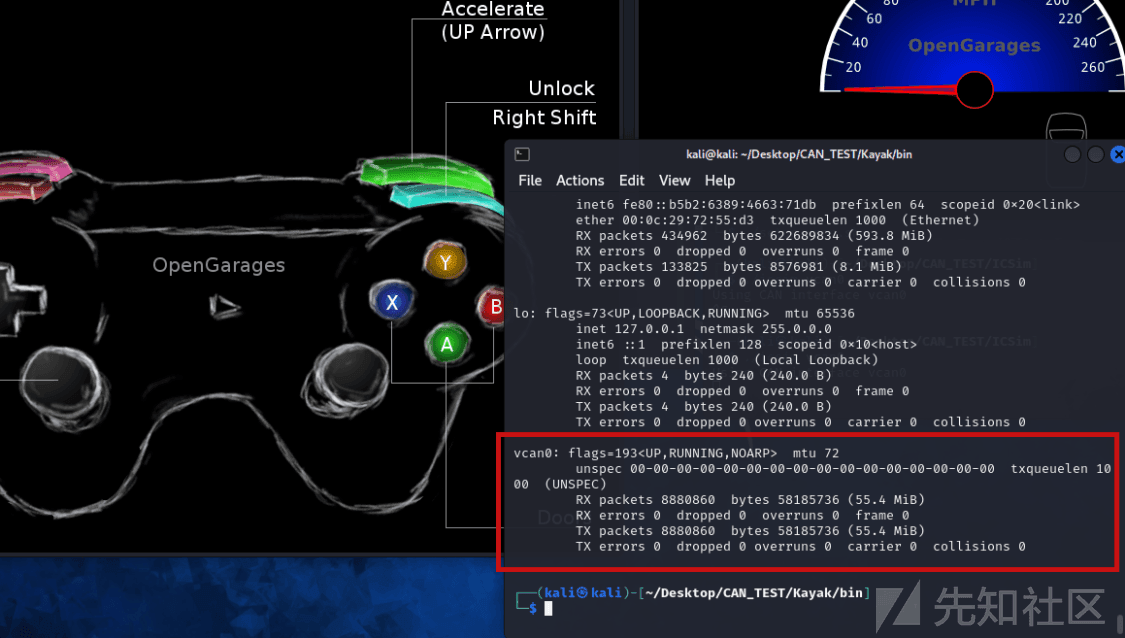 Accelerate
(UP Arrow)
Unlock
Right Shift
OpenGarages
Y
X
B
A
MPH
60
80
200
220
40
OpenGarages
240
20
260
kali@kali: ~/Desktop/CAN_TEST/Kayak/bin
File Actions Edit View Help
inet6 fe80::b5b2:6389:4663:71db prefixlen 64 scopeid 0×20<link>
ether 00:0c:29:72:55:d3 txqueuelen 1000 (Ethernet)
RX packets 434962 bytes 622689834 (593.8 MiB)
RX errors 0 dropped 0 overruns 0 frame 0
TX packets 133825 bytes 8576981 (8.1 MiB)
TX errors 0 dropped 0 overruns 0 carrier 0 collisions 0
lo: flags=73<UP,LOOPBACK,RUNNING> mtu 65536
inet 127.0.0.1 netmask 255.0.0.0
inet6 ::1 prefixlen 128 scopeid 0×10<host>
loop txqueuelen 1000 (Local Loopback)
RX packets 4 bytes 240 (240.0 B)
RX errors 0 dropped 0 overruns 0 frame 0
TX packets 4 bytes 240 (240.0 B)
TX errors 0 dropped 0 overruns 0 carrier 0 collisions 0
vcan0: flags=193<UP,RUNNING,NOARP> mtu 72
unspec 00-00-00-00-00-00-00-00-00-00-00-00-00-00-00-00 txqueuelen 10
00 (UNSPEC)
RX packets 8880860 bytes 58185736 (55.4 MiB)
RX errors 0 dropped 0 overruns 0 frame 0
TX packets 8880860 bytes 58185736 (55.4 MiB)
TX errors 0 dropped 0 overruns 0 carrier 0 collisions 0
┌──(kali㉿kali)-[~/Desktop/CAN_TEST/Kayak/bin]
└─$
先知社区